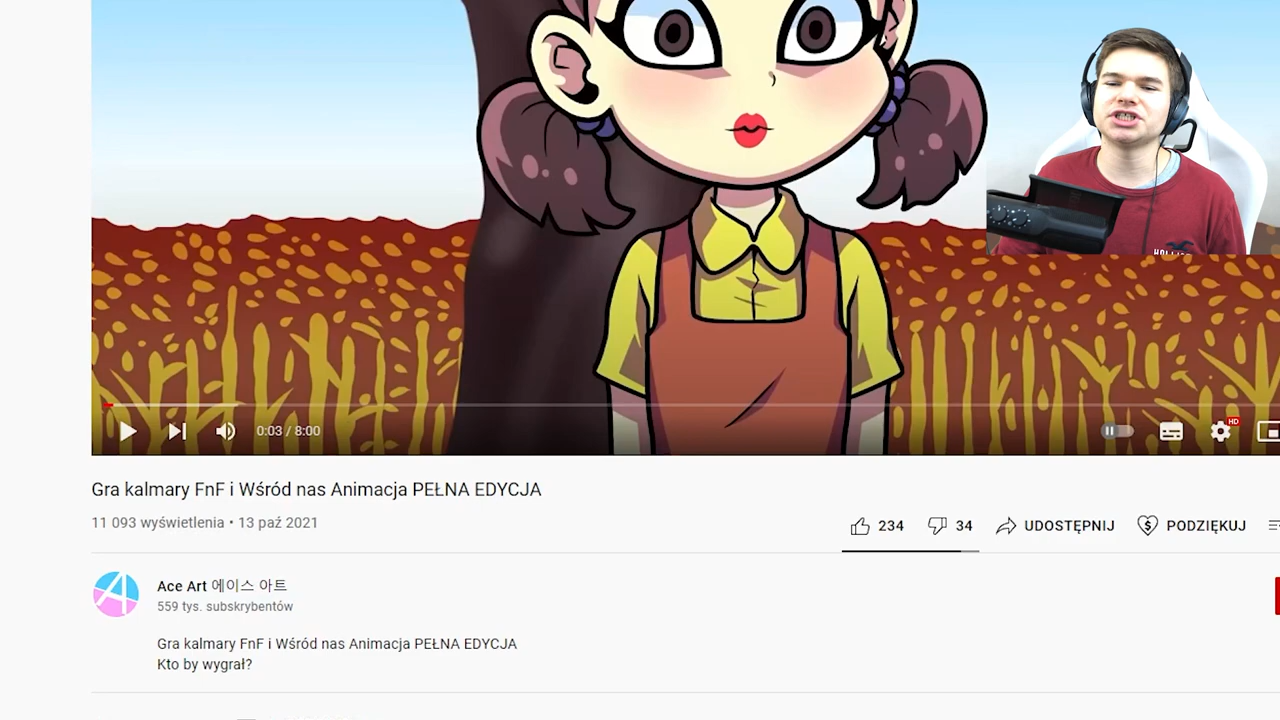 HD
0:03 / 8:00
Gra kalmary FnF i Wśród nas Animacja PEŁNA EDYCJA
11 093 wyświetlenia • 13 paź 2021
234 34 UDOSTĘPNIJ PODZIĘKUJ
Ace Art 에이스 아트
559 tys. subskrybentów
Gra kalmary FnF i Wśród nas Animacja PEŁNA EDYCJA
Kto by wygrał?